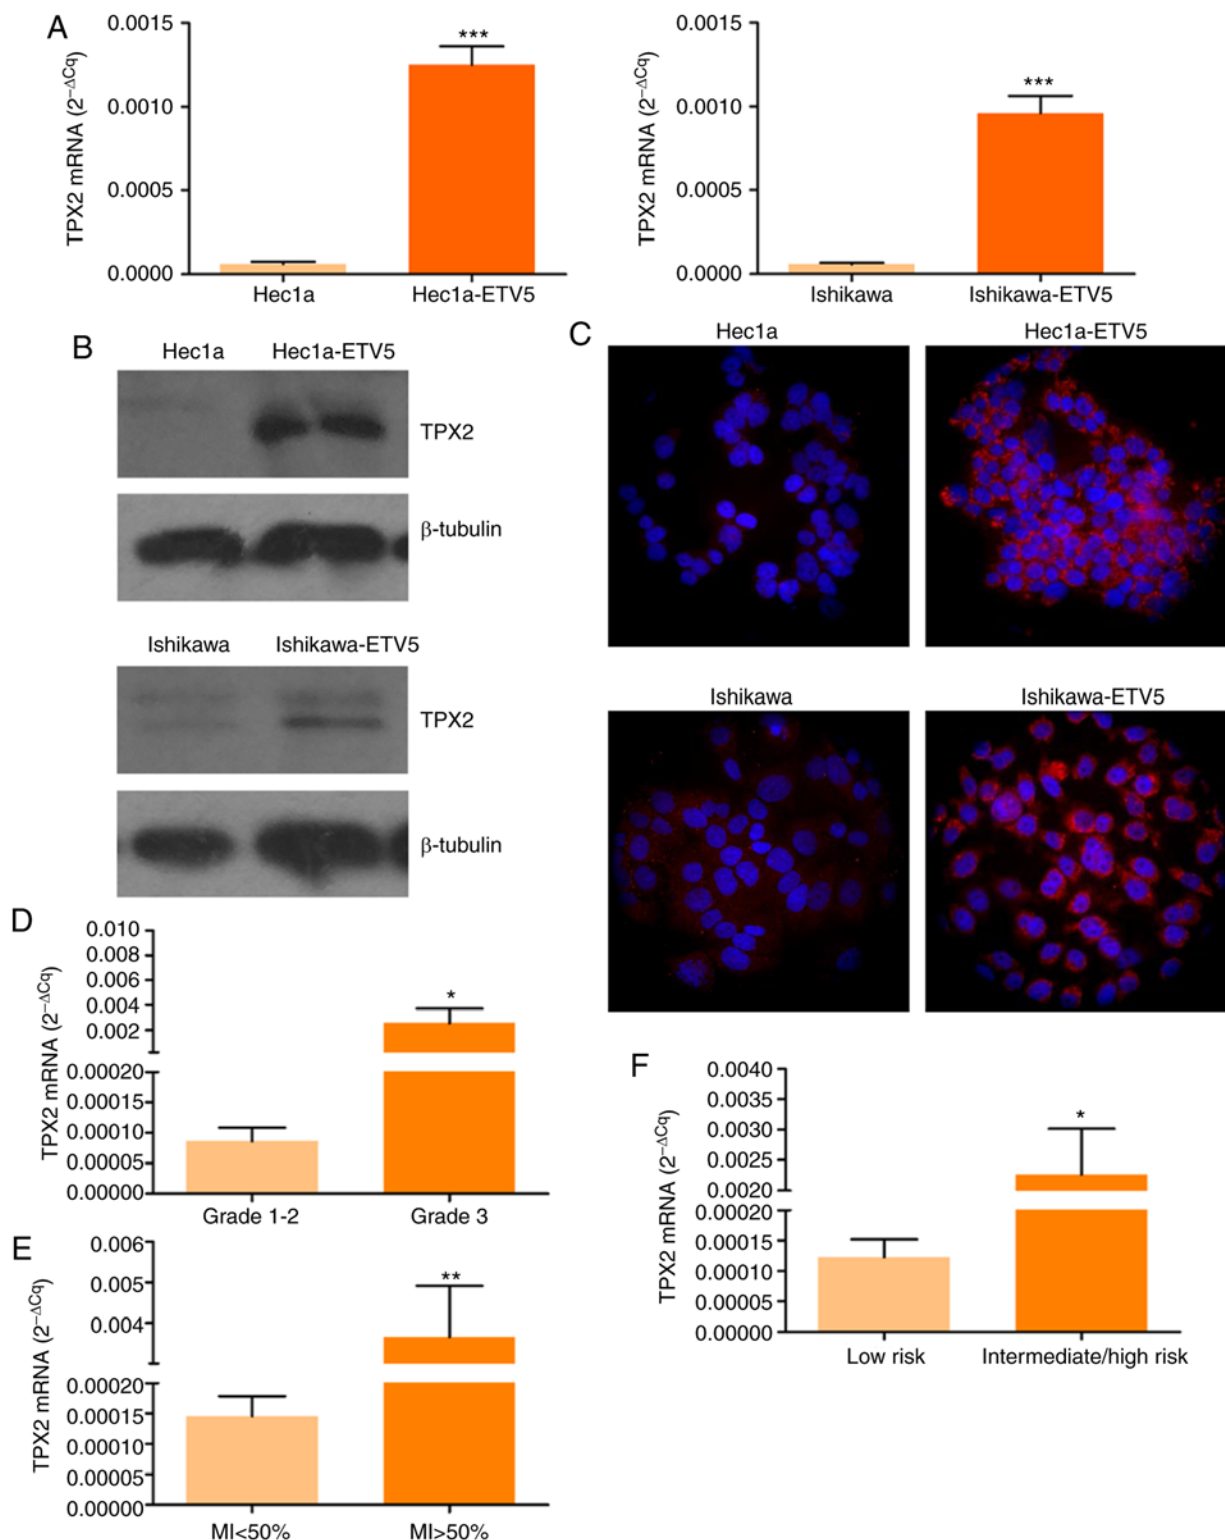 A
TPX2 mRNA (2−ΔCq)
0.0015
0.0010
0.0005
0.0000
***
Hec1a
Hec1a-ETV5
TPX2 mRNA (2−ΔCq)
0.0015
0.0010
0.0005
0.0000
***
Ishikawa
Ishikawa-ETV5
B
Hec1a
Hec1a-ETV5
TPX2
β-tubulin
Ishikawa
Ishikawa-ETV5
TPX2
β-tubulin
C
Hec1a
Hec1a-ETV5
Ishikawa
Ishikawa-ETV5
D
TPX2 mRNA (2−ΔCq)
0.010
0.008
0.006
0.004
0.002
0.00020
0.00015
0.00010
0.00005
0.00000
*
Grade 1-2
Grade 3
E
TPX2 mRNA (2−ΔCq)
0.006
0.005
0.004
0.00020
0.00015
0.00010
0.00005
0.00000
**
MI<50%
MI>50%
F
TPX2 mRNA (2−ΔCq)
0.0040
0.0035
0.0030
0.0025
0.0020
0.00020
0.00015
0.00010
0.00005
0.00000
*
Low risk
Intermediate/high risk